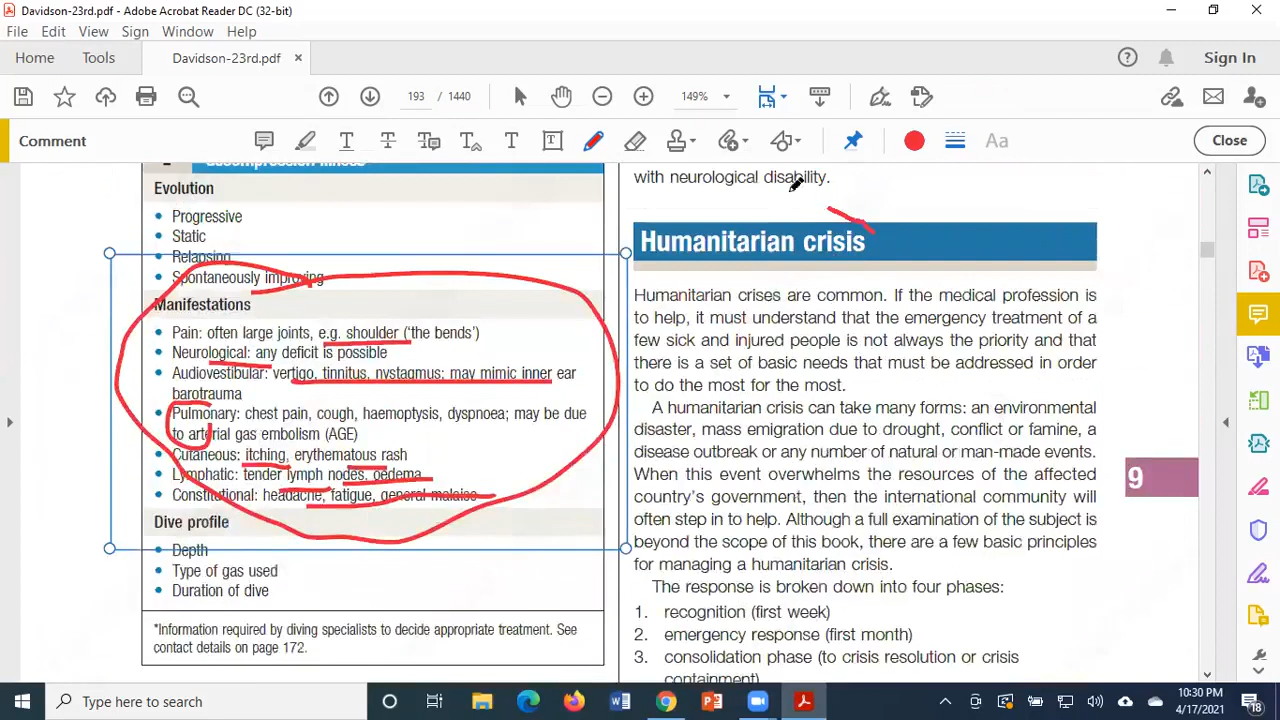 Davidson-23rd.pdf - Adobe Acrobat Reader DC (32-bit)
File Edit View Sign Window Help
Home Tools Davidson-23rd.pdf × Sign In
193 / 1440 149%
Comment Close
decompression illness
Evolution
• Progressive
• Static
• Relapsing
• Spontaneously improving
Manifestations
• Pain: often large joints, e.g. shoulder (‘the bends’)
• Neurological: any deficit is possible
• Audiovestibular: vertigo, tinnitus, nystagmus; may mimic inner ear
barotrauma
• Pulmonary: chest pain, cough, haemoptysis, dyspnoea; may be due
to arterial gas embolism (AGE)
• Cutaneous: itching, erythematous rash
• Lymphatic: tender lymph nodes, oedema
• Constitutional: headache, fatigue, general malaise
Dive profile
• Depth
• Type of gas used
• Duration of dive
*Information required by diving specialists to decide appropriate treatment. See
contact details on page 172.
with neurological disability.
Humanitarian crisis
Humanitarian crises are common. If the medical profession is
to help, it must understand that the emergency treatment of a
few sick and injured people is not always the priority and that
there is a set of basic needs that must be addressed in order
to do the most for the most.
A humanitarian crisis can take many forms: an environmental
disaster, mass emigration due to drought, conflict or famine, a
disease outbreak or any number of natural or man-made events.
When this event overwhelms the resources of the affected
country’s government, then the international community will
often step in to help. Although a full examination of the subject is
beyond the scope of this book, there are a few basic principles
for managing a humanitarian crisis.
The response is broken down into four phases:
1. recognition (first week)
2. emergency response (first month)
3. consolidation phase (to crisis resolution or crisis
containment)
9
Type here to search
10:30 PM
4/17/2021
18